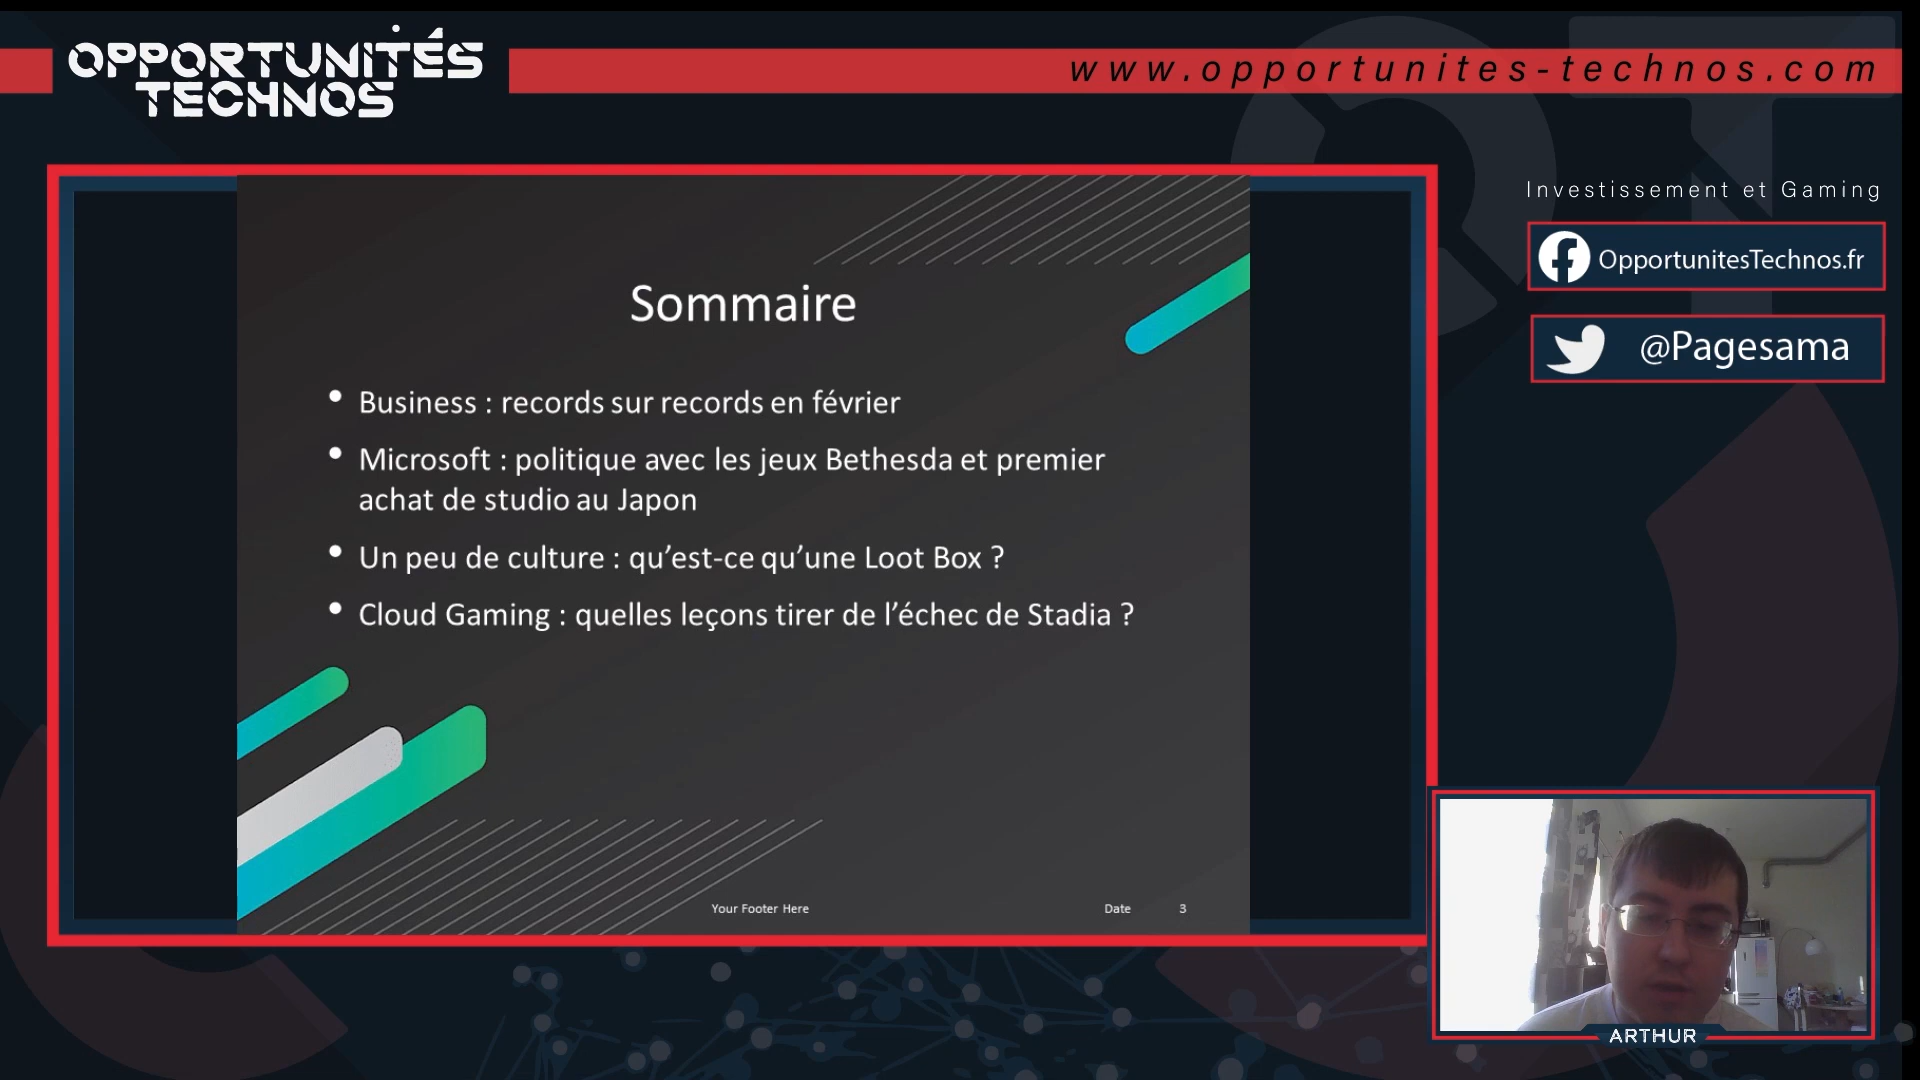 OPPORTUNITÉS
TECHNOS
www.opportunites-technos.com
Investissement et Gaming
OpportunitesTechnos.fr
@Pagesama
Sommaire
• Business : records sur records en février
• Microsoft : politique avec les jeux Bethesda et premier
achat de studio au Japon
• Un peu de culture : qu’est-ce qu’une Loot Box ?
• Cloud Gaming : quelles leçons tirer de l’échec de Stadia ?
Your Footer Here
Date
3
ARTHUR